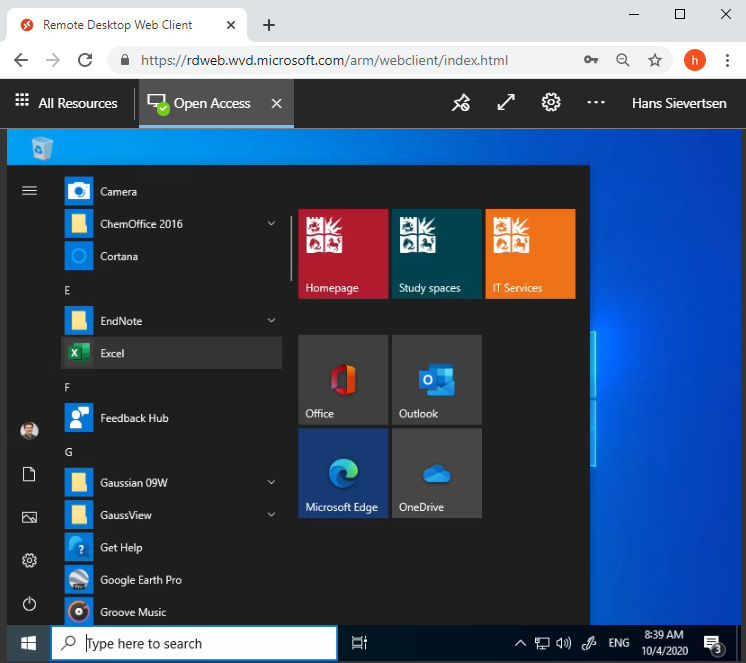 Remote Desktop Web Client
https://rdweb.wvd.microsoft.com/arm/webclient/index.html
h
All Resources
Open Access
Hans Sievertsen
Camera
ChemOffice 2016
Cortana
E
EndNote
Excel
F
Feedback Hub
G
Gaussian 09W
GaussView
Get Help
Google Earth Pro
Groove Music
Homepage
Study spaces
IT Services
Office
Outlook
Microsoft Edge
OneDrive
Type here to search
ENG
8:39 AM
10/4/2020
3